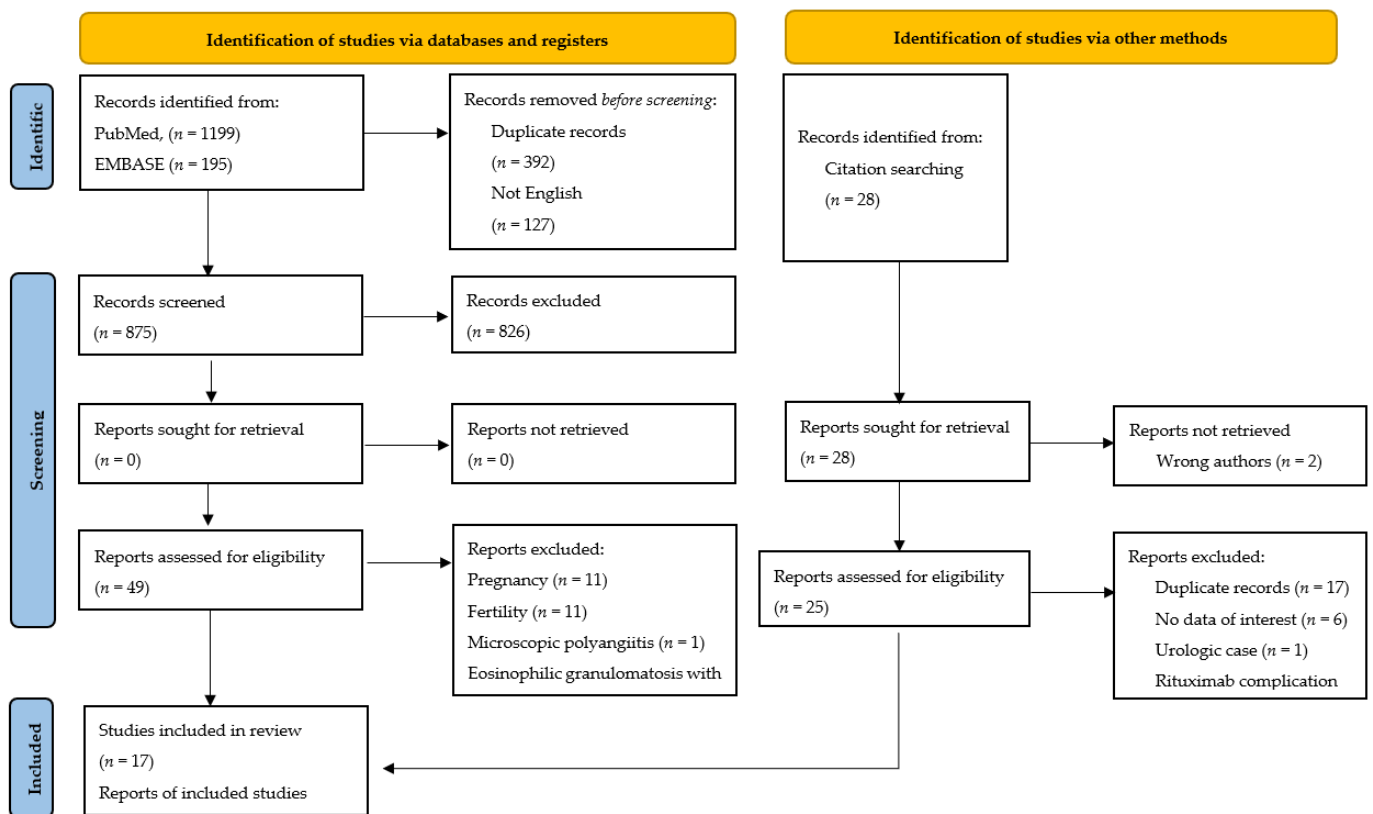 Identification of studies via databases and registers
Identification of studies via other methods
Identific
Records identified from:
PubMed, (n = 1199)
EMBASE (n = 195)
Records removed before screening:
Duplicate records
(n = 392)
Not English
(n = 127)
Records identified from:
Citation searching
(n = 28)
Screening
Records screened
(n = 875)
Records excluded
(n = 826)
Reports sought for retrieval
(n = 0)
Reports not retrieved
(n = 0)
Reports sought for retrieval
(n = 28)
Reports not retrieved
Wrong authors (n = 2)
Reports assessed for eligibility
(n = 49)
Reports excluded:
Pregnancy (n = 11)
Fertility (n = 11)
Microscopic polyangiitis (n = 1)
Eosinophilic granulomatosis with
Reports assessed for eligibility
(n = 25)
Reports excluded:
Duplicate records (n = 17)
No data of interest (n = 6)
Urologic case (n = 1)
Rituximab complication
Included
Studies included in review
(n = 17)
Reports of included studies